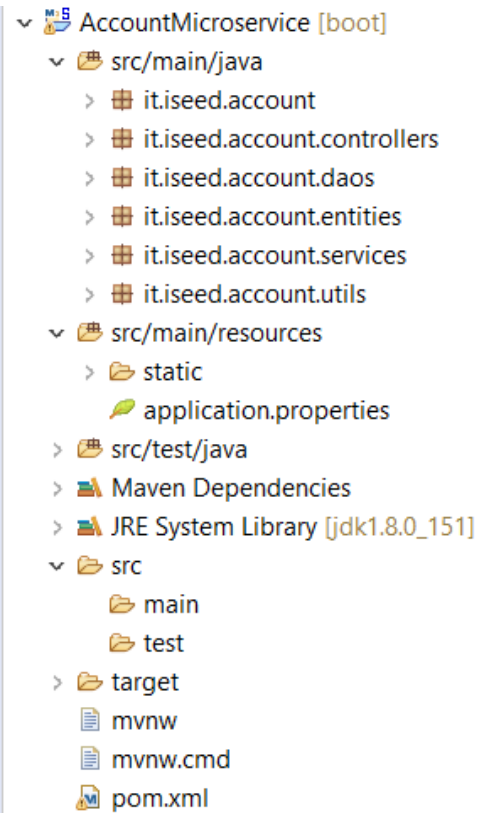 AccountMicroservice [boot]
src/main/java
it.iseed.account
it.iseed.account.controllers
it.iseed.account.daos
it.iseed.account.entities
it.iseed.account.services
it.iseed.account.utils
src/main/resources
static
application.properties
src/test/java
Maven Dependencies
JRE System Library [jdk1.8.0_151]
src
main
test
target
mvnw
mvnw.cmd
pom.xml